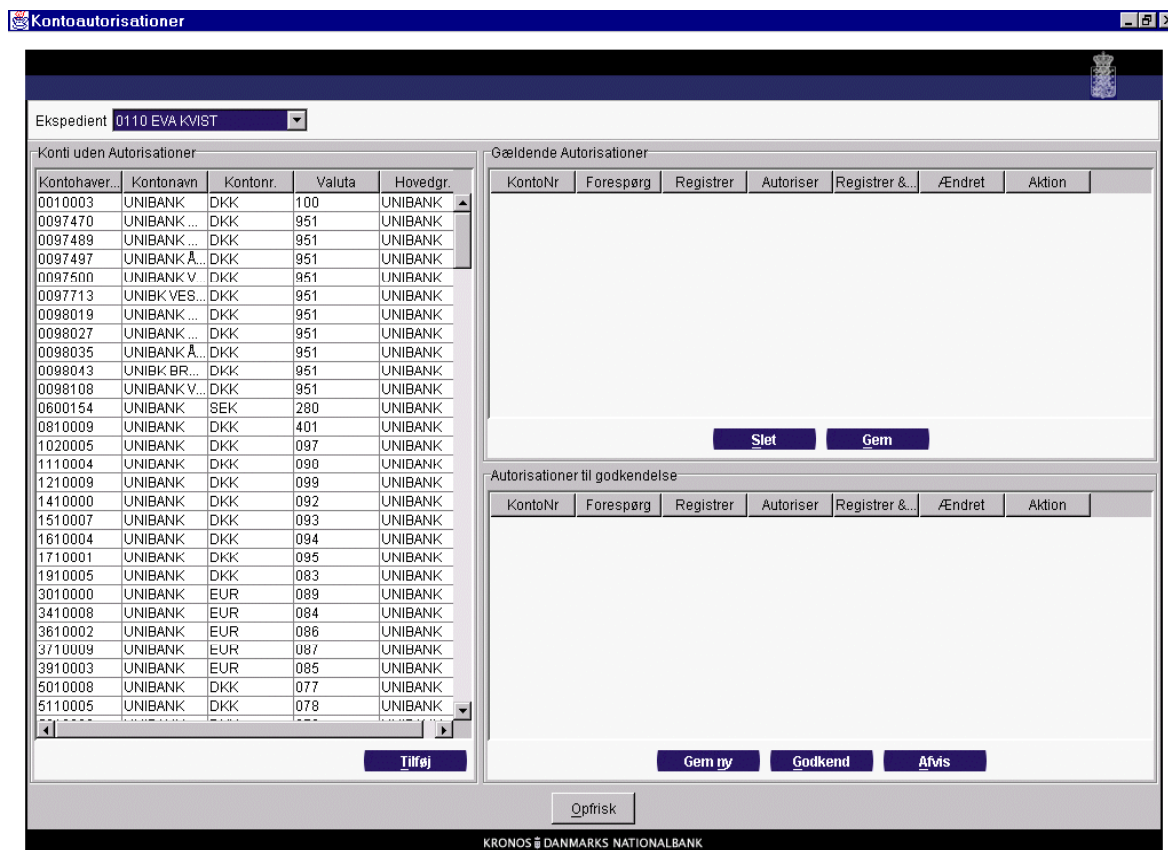 Kontoautorisationer
Ekspedient 0110 EVA KVIST
Konti uden Autorisationer
Kontohaver... Kontonavn Kontonr. Valuta Hovedgr.
0010003 UNIBANK DKK 100 UNIBANK
0097470 UNIBANK ... DKK 951 UNIBANK
0097489 UNIBANK ... DKK 951 UNIBANK
0097497 UNIBANK Å... DKK 951 UNIBANK
0097500 UNIBANK V... DKK 951 UNIBANK
0097713 UNIBK VES... DKK 951 UNIBANK
0098019 UNIBANK ... DKK 951 UNIBANK
0098027 UNIBANK ... DKK 951 UNIBANK
0098035 UNIBANK Å... DKK 951 UNIBANK
0098043 UNIBK BR... DKK 951 UNIBANK
0098108 UNIBANK V... DKK 951 UNIBANK
0600154 UNIBANK SEK 280 UNIBANK
0810009 UNIBANK DKK 401 UNIBANK
1020005 UNIBANK DKK 097 UNIBANK
1110004 UNIBANK DKK 090 UNIBANK
1210009 UNIBANK DKK 099 UNIBANK
1410000 UNIBANK DKK 092 UNIBANK
1510007 UNIBANK DKK 093 UNIBANK
1610004 UNIBANK DKK 094 UNIBANK
1710001 UNIBANK DKK 095 UNIBANK
1910005 UNIBANK DKK 083 UNIBANK
3010000 UNIBANK EUR 089 UNIBANK
3410008 UNIBANK EUR 084 UNIBANK
3610002 UNIBANK EUR 086 UNIBANK
3710009 UNIBANK EUR 087 UNIBANK
3910003 UNIBANK EUR 085 UNIBANK
5010008 UNIBANK DKK 077 UNIBANK
5110005 UNIBANK DKK 078 UNIBANK
Tilføj
Gældende Autorisationer
KontoNr Forespørg Registrer Autoriser Registrer &... Ændret Aktion
Slet Gem
Autorisationer til godkendelse
KontoNr Forespørg Registrer Autoriser Registrer &... Ændret Aktion
Gem ny Godkend Afvis
Opfrisk
KRONOS DANMARKS NATIONALBANK